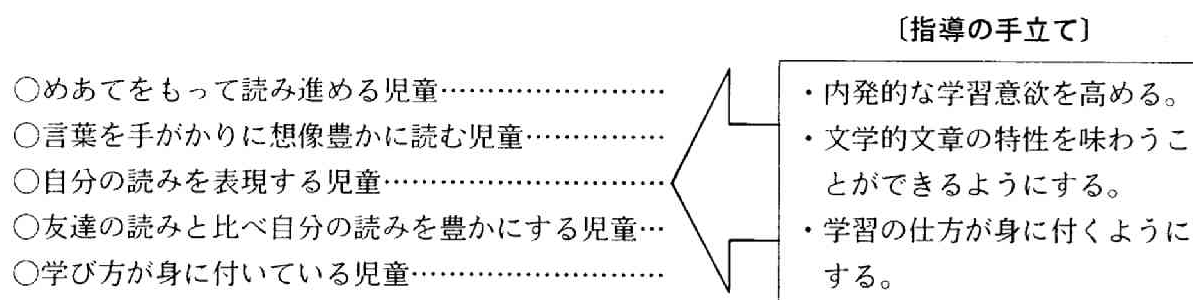 〔指導の手立て〕
○めあてをもって読み進める児童……………………
○言葉を手がかりに想像豊かに読む児童……………
○自分の読みを表現する児童…………………………
○友達の読みと比べ自分の読みを豊かにする児童…
○学び方が身に付いている児童………………………
・内発的な学習意欲を高める。
・文学的文章の特性を味わうこ
とができるようにする。
・学習の仕方が身に付くように
する。